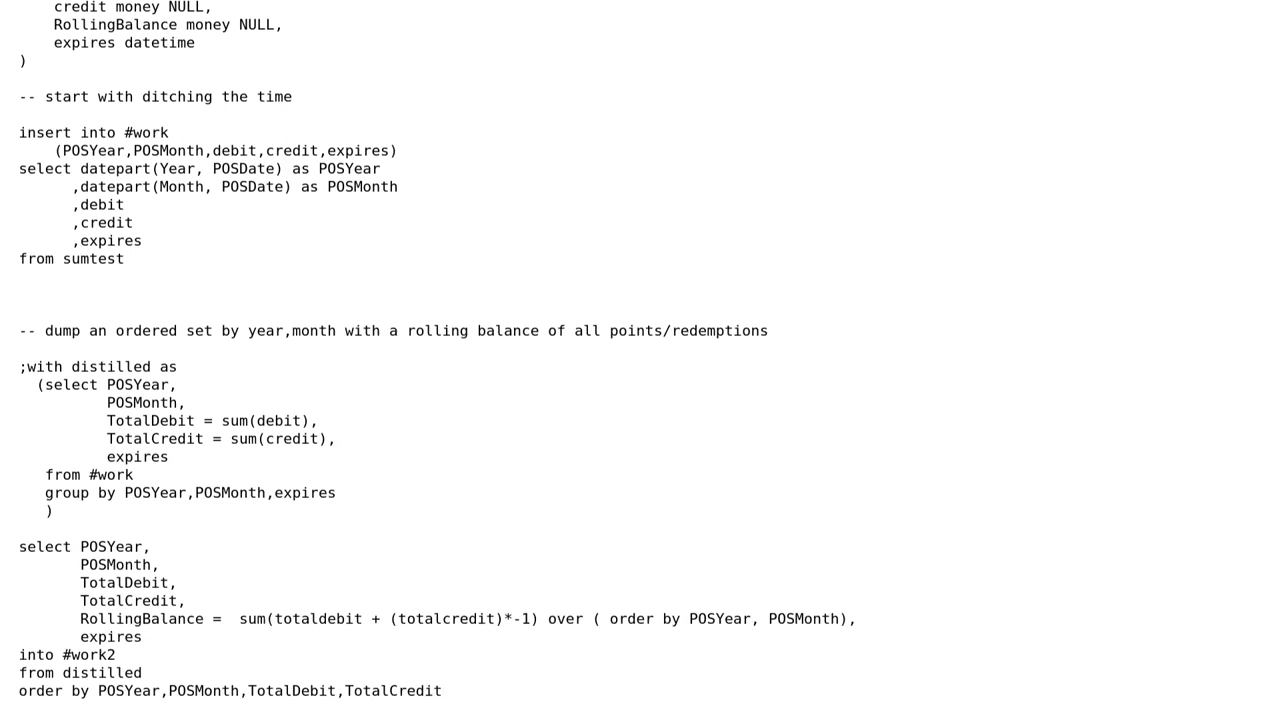 credit money NULL,
    RollingBalance money NULL,
    expires datetime
)

-- start with ditching the time

insert into #work
    (POSYear,POSMonth,debit,credit,expires)
select datepart(Year, POSDate) as POSYear
      ,datepart(Month, POSDate) as POSMonth
      ,debit
      ,credit
      ,expires
from sumtest

-- dump an ordered set by year,month with a rolling balance of all points/redemptions

;with distilled as
  (select POSYear,
          POSMonth,
          TotalDebit = sum(debit),
          TotalCredit = sum(credit),
          expires
   from #work
   group by POSYear,POSMonth,expires
   )

select POSYear,
       POSMonth,
       TotalDebit,
       TotalCredit,
       RollingBalance =  sum(totaldebit + (totalcredit)*-1) over ( order by POSYear, POSMonth),
       expires
into #work2
from distilled
order by POSYear,POSMonth,TotalDebit,TotalCredit